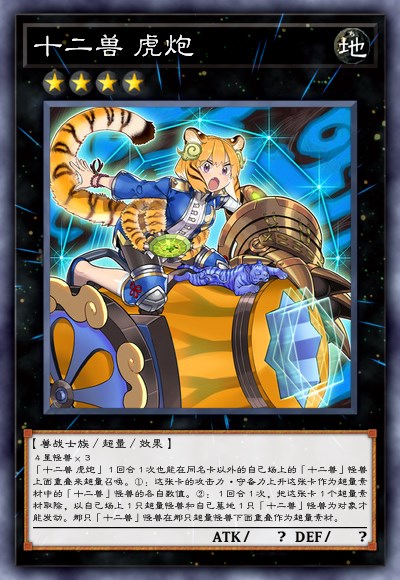 十二兽 虎炮
地
【兽战士族／超量／效果】
4星怪兽×3
「十二兽 虎炮」1回合1次也能在同名卡以外的自己场上的「十二兽」怪兽
上面重叠来超量召唤。①：这张卡的攻击力·守备力上升这张卡作为超量素
材中的「十二兽」怪兽的各自数值。②：1回合1次，把这张卡1个超量素
材取除，以自己场上1只超量怪兽和自己墓地1只「十二兽」怪兽为对象才
能发动。那只「十二兽」怪兽在那只超量怪兽下面重叠作为超量素材。
ATK／ ? DEF／ ?